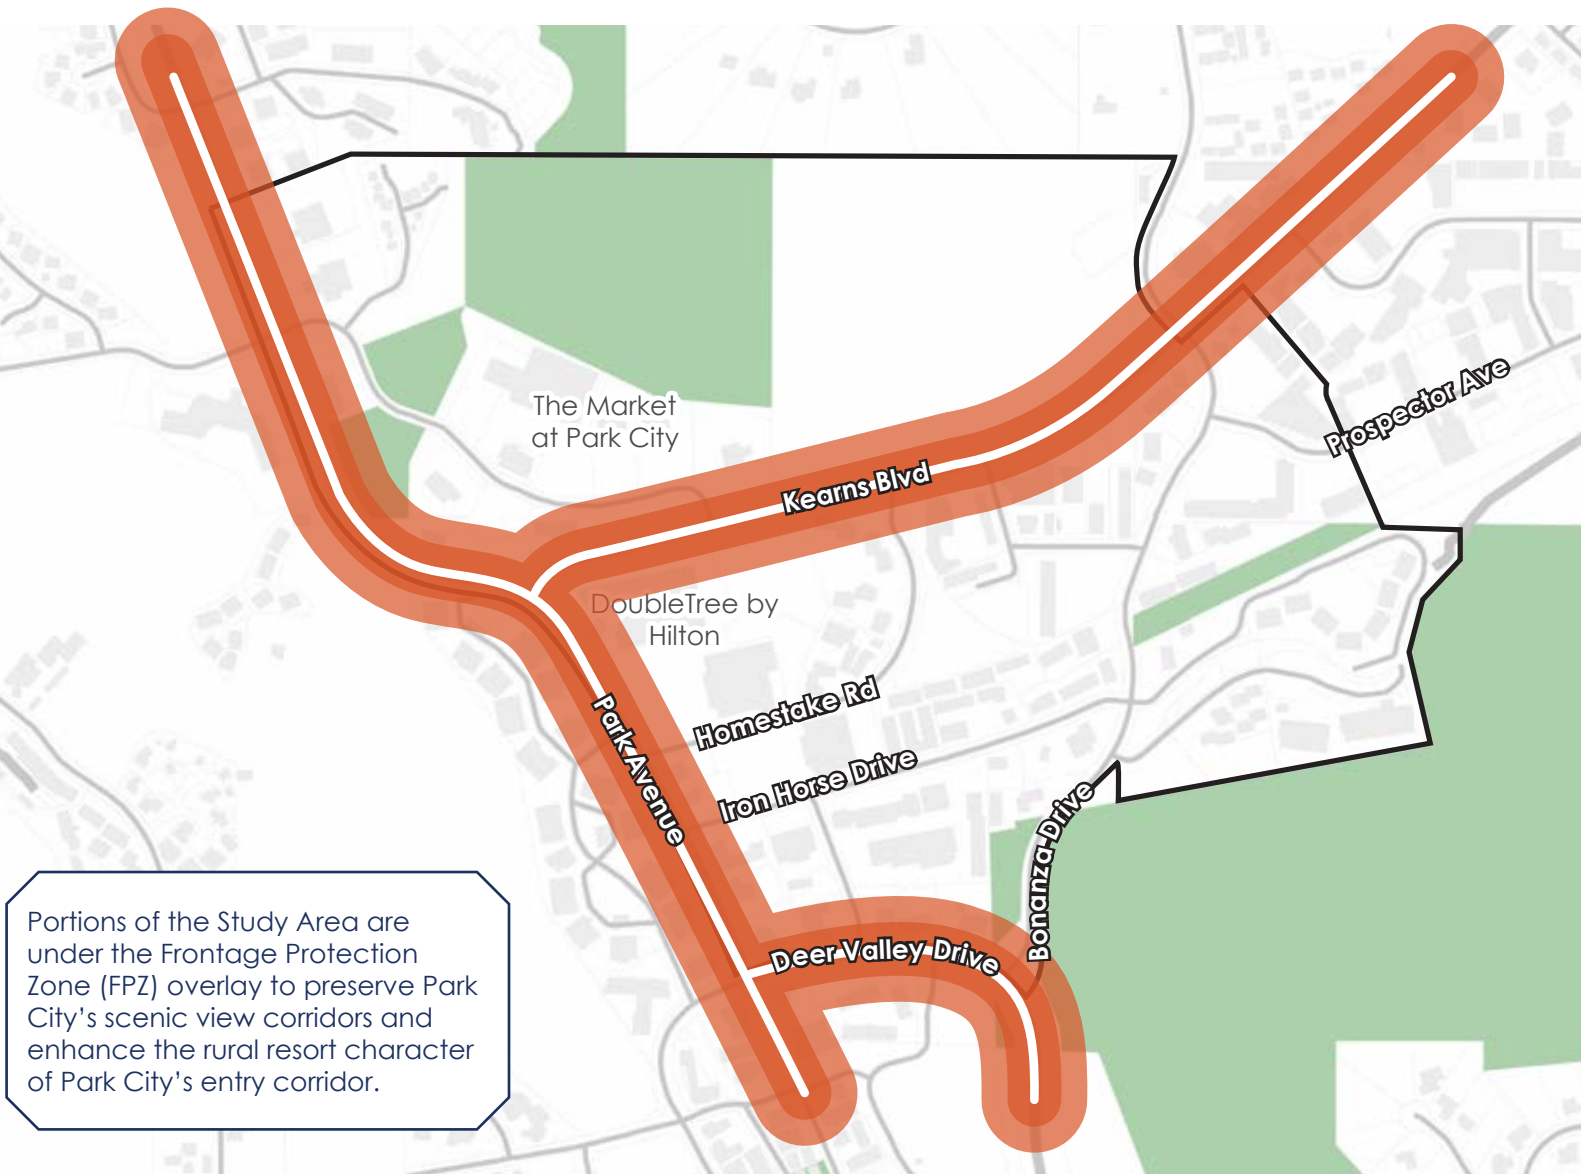 The Market
at Park City
Prospector Ave
Kearns Blvd
DoubleTree by
Hilton
Homestake Rd
Park Avenue
Iron Horse Drive
Bonanza Drive
Deer Valley Drive
Portions of the Study Area are
under the Frontage Protection
Zone (FPZ) overlay to preserve Park
City’s scenic view corridors and
enhance the rural resort character
of Park City’s entry corridor.